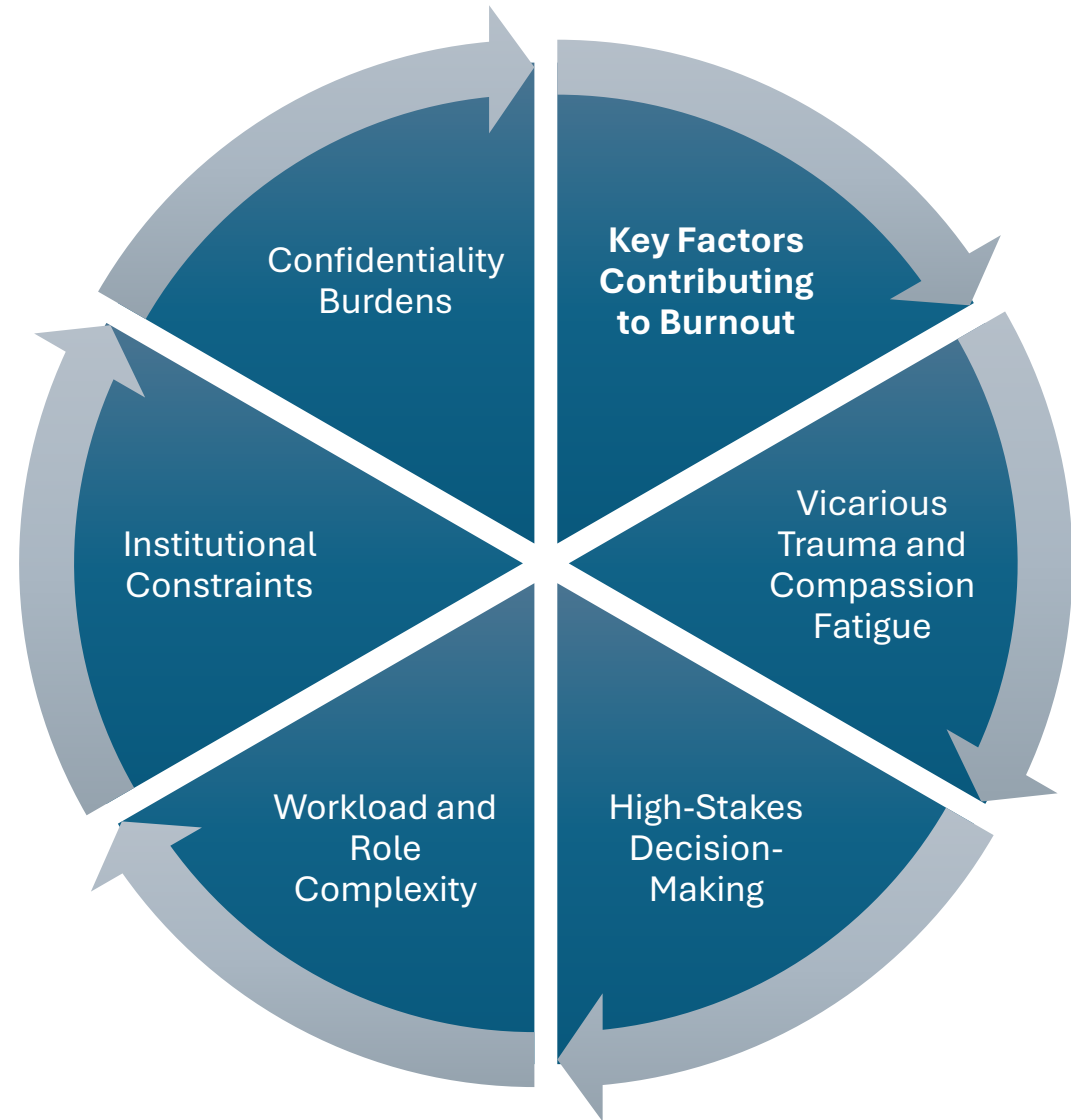 Key Factors
Contributing
to Burnout
Vicarious
Trauma and
Compassion
Fatigue
High-Stakes
Decision-
Making
Workload and
Role
Complexity
Institutional
Constraints
Confidentiality
Burdens